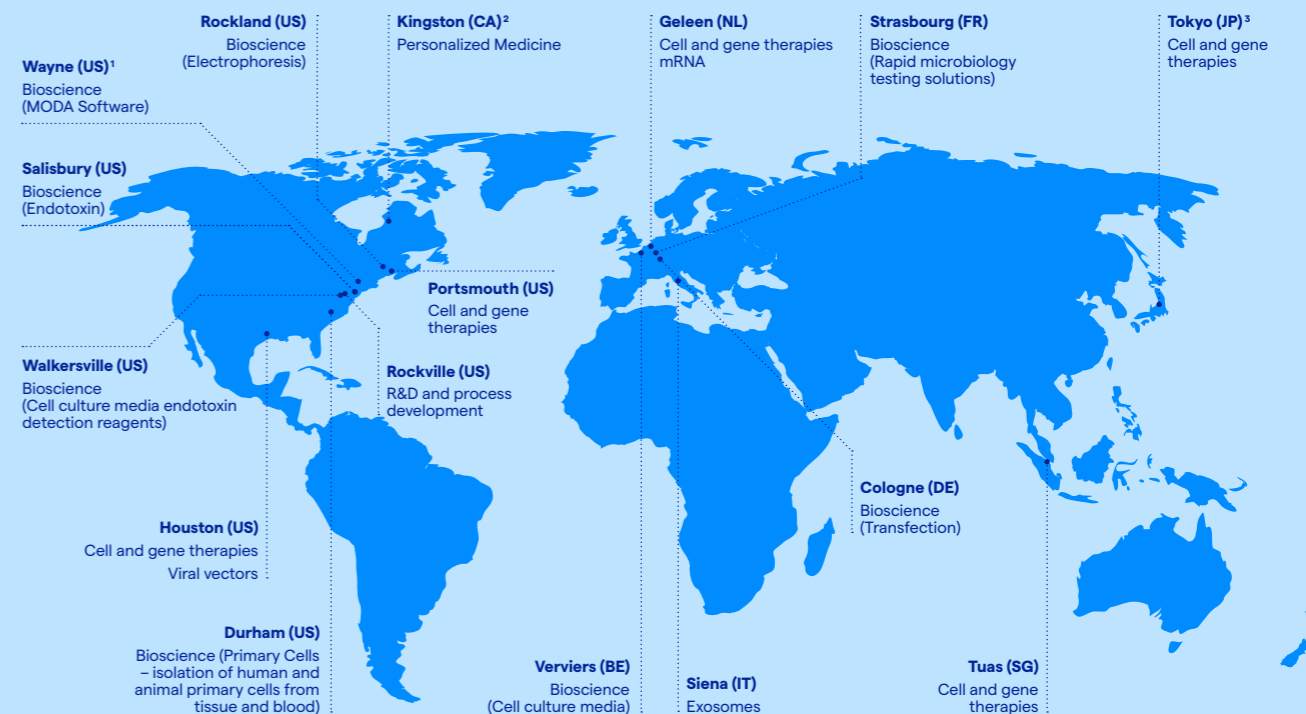 Rockland (US)
Bioscience
(Electrophoresis)
Kingston (CA)²
Personalized Medicine
Geleen (NL)
Cell and gene therapies
mRNA
Strasbourg (FR)
Bioscience
(Rapid microbiology
testing solutions)
Tokyo (JP)³
Cell and gene
therapies
Wayne (US)¹
Bioscience
(MODA Software)
Salisbury (US)
Bioscience
(Endotoxin)
Portsmouth (US)
Cell and gene
therapies
Walkersville (US)
Bioscience
(Cell culture media endotoxin
detection reagents)
Rockville (US)
R&D and process
development
Cologne (DE)
Bioscience
(Transfection)
Houston (US)
Cell and gene therapies
Viral vectors
Durham (US)
Bioscience (Primary Cells
– isolation of human and
animal primary cells from
tissue and blood)
Verviers (BE)
Bioscience
(Cell culture media)
Siena (IT)
Exosomes
Tuas (SG)
Cell and gene
therapies